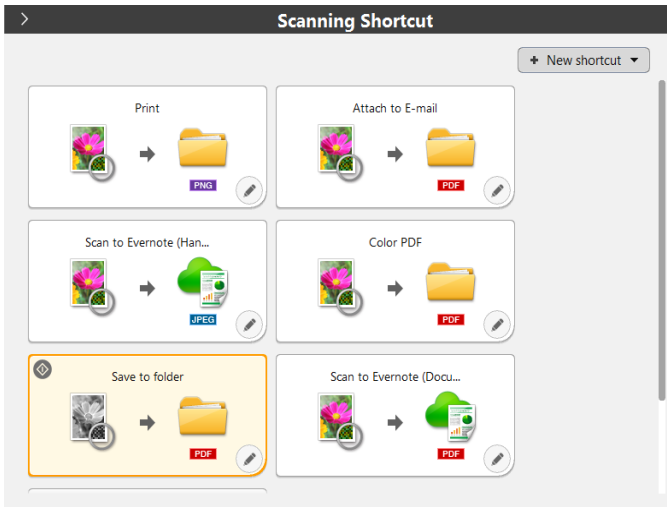 Scanning Shortcut
+ New shortcut
Print
PNG
Attach to E-mail
PDF
Scan to Evernote (Han...
JPEG
Color PDF
PDF
Save to folder
PDF
Scan to Evernote (Docu...
PDF